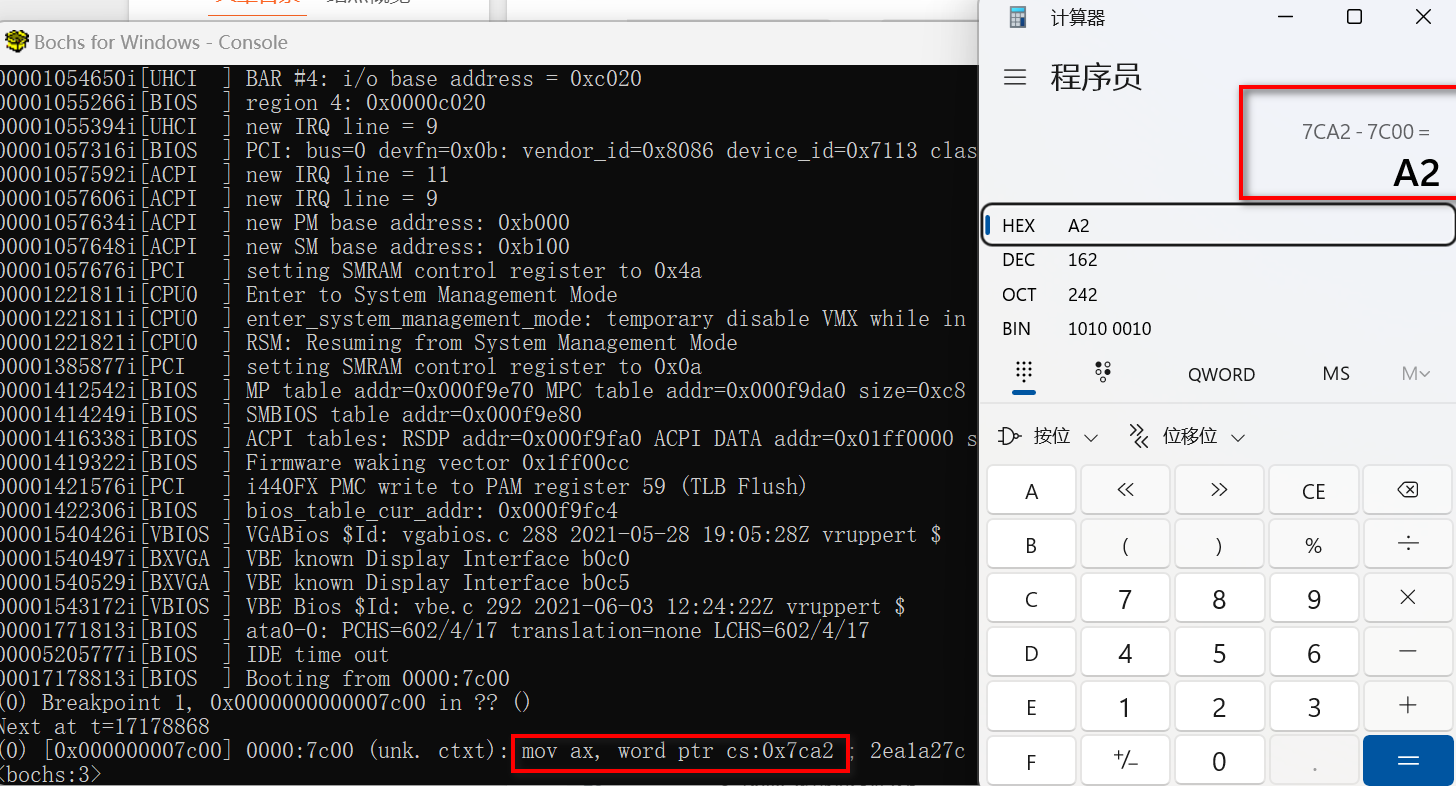 Bochs for Windows - Console
00001054650i[UHCI  ] BAR #4: i/o base address = 0xc020
00001055266i[BIOS  ] region 4: 0x0000c020
00001055394i[UHCI  ] new IRQ line = 9
00001057316i[BIOS  ] PCI: bus=0 devfn=0x0b: vendor_id=0x8086 device_id=0x7113 clas
00001057592i[ACPI  ] new IRQ line = 11
00001057606i[ACPI  ] new IRQ line = 9
00001057634i[ACPI  ] new PM base address: 0xb000
00001057648i[ACPI  ] new SM base address: 0xb100
00001057676i[PCI   ] setting SMRAM control register to 0x4a
00001221811i[CPU0  ] Enter to System Management Mode
00001221811i[CPU0  ] enter_system_management_mode: temporary disable VMX while in
00001221821i[CPU0  ] RSM: Resuming from System Management Mode
00001385877i[PCI   ] setting SMRAM control register to 0x0a
00001412542i[BIOS  ] MP table addr=0x000f9e70 MPC table addr=0x000f9da0 size=0xc8
00001414249i[BIOS  ] SMBIOS table addr=0x000f9e80
00001416338i[BIOS  ] ACPI tables: RSDP addr=0x000f9fa0 ACPI DATA addr=0x01ff0000 s
00001419322i[BIOS  ] Firmware waking vector 0x1ff00cc
00001421576i[PCI   ] i440FX PMC write to PAM register 59 (TLB Flush)
00001422306i[BIOS  ] bios_table_cur_addr: 0x000f9fc4
00001540426i[VBIOS ] VGABios $Id: vgabios.c 288 2021-05-28 19:05:28Z vruppert $
00001540497i[BXVGA ] VBE known Display Interface b0c0
00001540529i[BXVGA ] VBE known Display Interface b0c5
00001543172i[VBIOS ] VBE Bios $Id: vbe.c 292 2021-06-03 12:24:22Z vruppert $
00001771813i[BIOS  ] ata0-0: PCHS=602/4/17 translation=none LCHS=602/4/17
00005205777i[BIOS  ] IDE time out
00017178813i[BIOS  ] Booting from 0000:7c00
(0) Breakpoint 1, 0x0000000000007c00 in ?? ()
Next at t=17178868
(0) [0x000000007c00] 0000:7c00 (unk. ctxt): mov ax, word ptr cs:0x7ca2 ; 2ea1a27c
<bochs:3>
计算器
程序员
7CA2 - 7C00 =
A2
HEX A2
DEC 162
OCT 242
BIN 1010 0010
QWORD MS M
按位 位移位
A << >> CE
B ( ) % ÷
C 7 8 9 ×
D 4 5 6 −
E 1 2 3 +
F +/− 0 . =